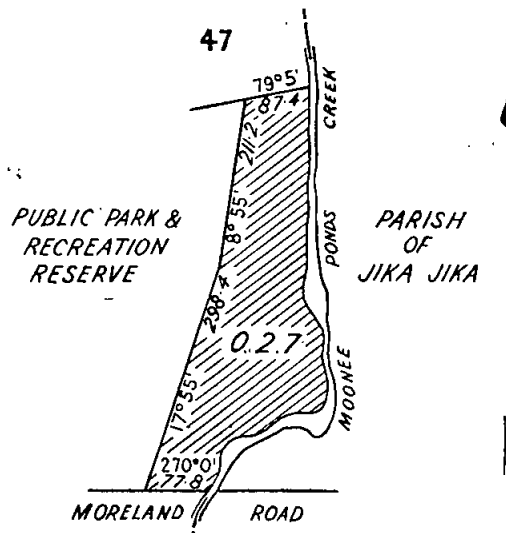 47
79°5'
87.4
211.2
8°55'
298.4
17°55'
270°0'
77.8
0.2.7
PUBLIC PARK &
RECREATION
RESERVE
PARISH
OF
JIKA JIKA
MOONEE PONDS CREEK
MORELAND ROAD